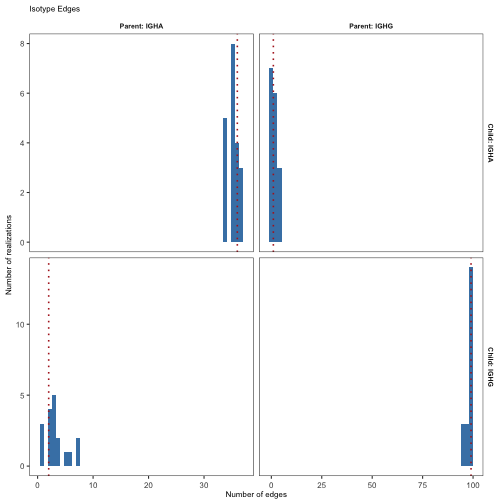 Isotype Edges
Parent: IGHA
Parent: IGHG
Number of realizations
8
6
4
2
0
Child: IGHA
10
5
0
Child: IGHG
0
10
20
30
0
25
50
75
100
Number of edges